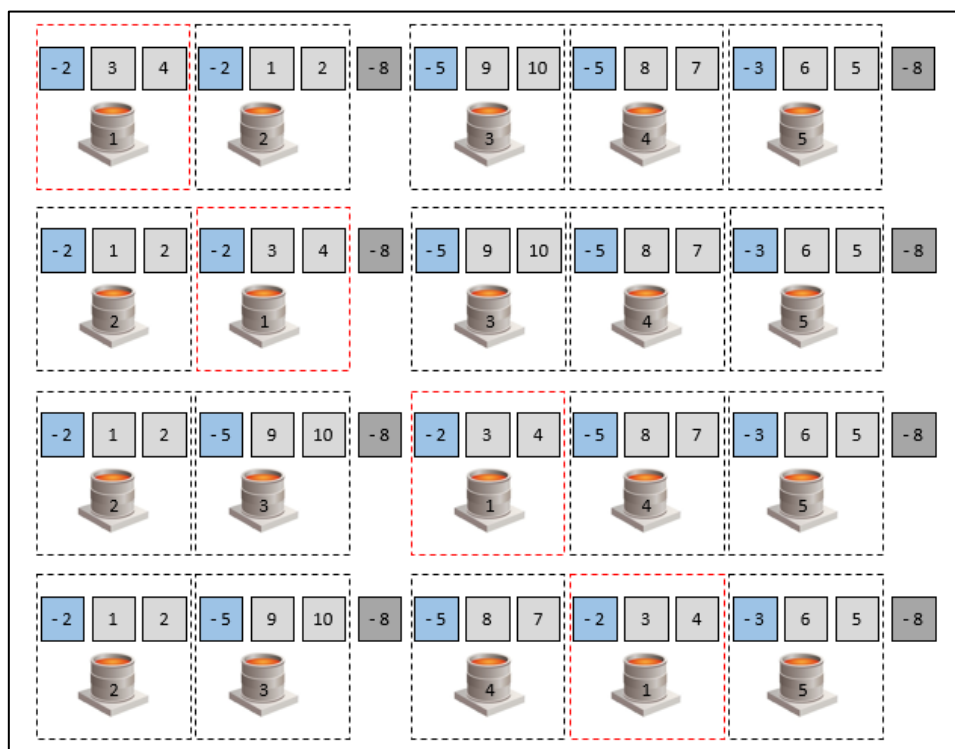 - 2 3 4 - 2 1 2 - 8 - 5 9 10 - 5 8 7 - 3 6 5 - 8
1 2 3 4 5
- 2 1 2 - 2 3 4 - 8 - 5 9 10 - 5 8 7 - 3 6 5 - 8
2 1 3 4 5
- 2 1 2 - 5 9 10 - 8 - 2 3 4 - 5 8 7 - 3 6 5 - 8
2 3 1 4 5
- 2 1 2 - 5 9 10 - 8 - 5 8 7 - 2 3 4 - 3 6 5 - 8
2 3 4 1 5